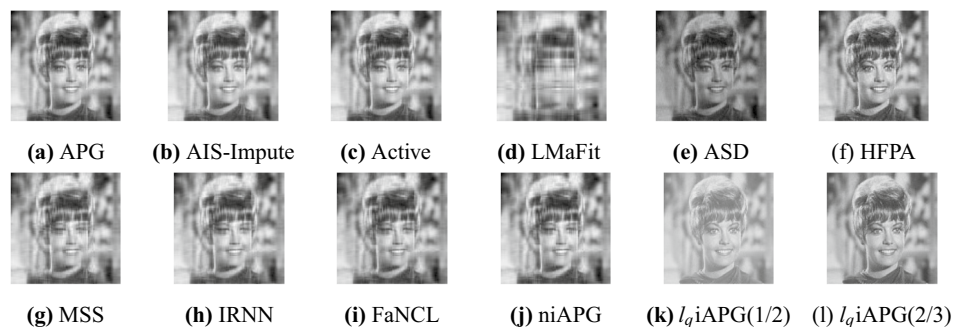 (a) APG (b) AIS-Impute (c) Active (d) LMaFit (e) ASD (f) HFPA
(g) MSS (h) IRNN (i) FaNCL (j) niAPG (k) l_qiAPG(1/2) (l) l_qiAPG(2/3)